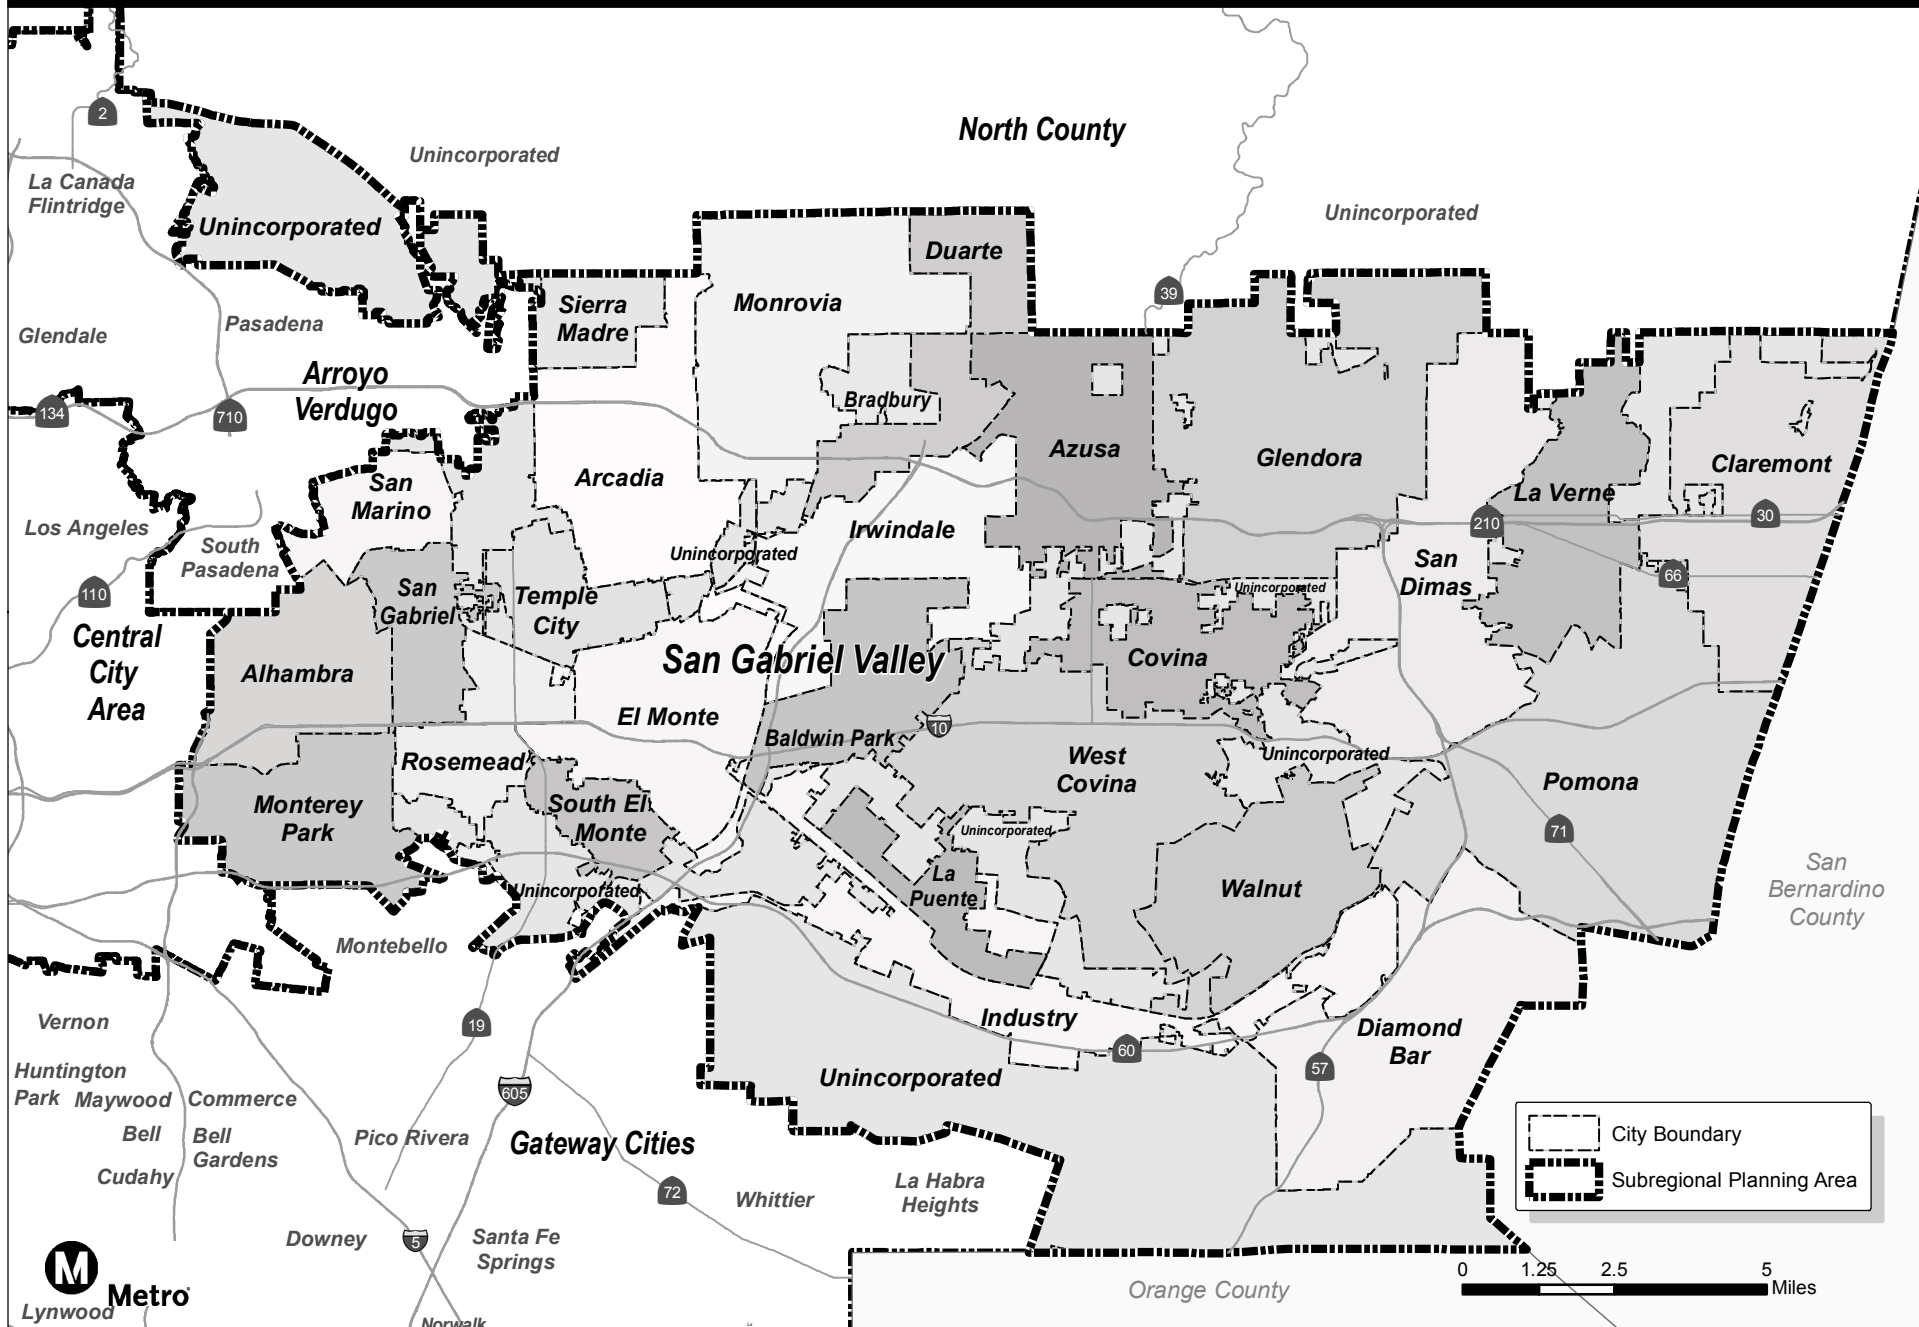 2
North County
Unincorporated
La Canada
Flintridge
Unincorporated
Unincorporated
Duarte
39
Sierra
Madre
Monrovia
Glendale
Pasadena
Arroyo
Verdugo
134
710
Bradbury
San
Marino
Arcadia
Azusa
Glendora
Claremont
La Verne
Los Angeles
South
Pasadena
Irwindale
210
30
Unincorporated
San
Dimas
66
110
San
Gabriel
Temple
City
Unincorporated
Central
City
Area
Alhambra
San Gabriel Valley
Covina
El Monte
10
Baldwin Park
Rosemead
West
Covina
Unincorporated
Pomona
Monterey
Park
South El
Monte
Unincorporated
71
San
Bernardino
County
Unincorporated
La
Puente
Walnut
Montebello
Vernon
19
Industry
Diamond
Bar
60
57
Huntington
Park
Maywood
Commerce
605
Unincorporated
Bell
Bell
Gardens
Cudahy
Pico Rivera
Gateway Cities
City Boundary
Subregional Planning Area
72
Whittier
La Habra
Heights
Downey
5
Santa Fe
Springs
M
Metro
Lynwood
Norwalk
Orange County
0 1.25 2.5 5
Miles